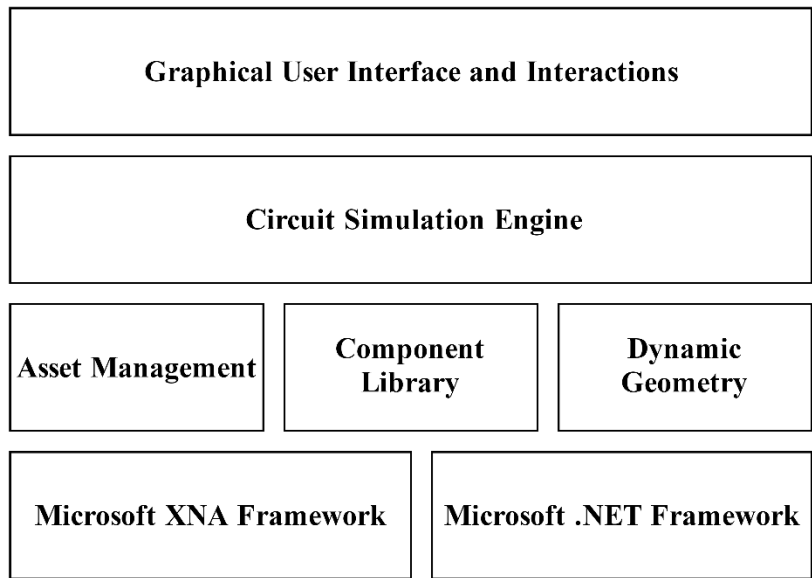 Graphical User Interface and Interactions
Circuit Simulation Engine
Asset Management
Component
Library
Dynamic
Geometry
Microsoft XNA Framework
Microsoft .NET Framework